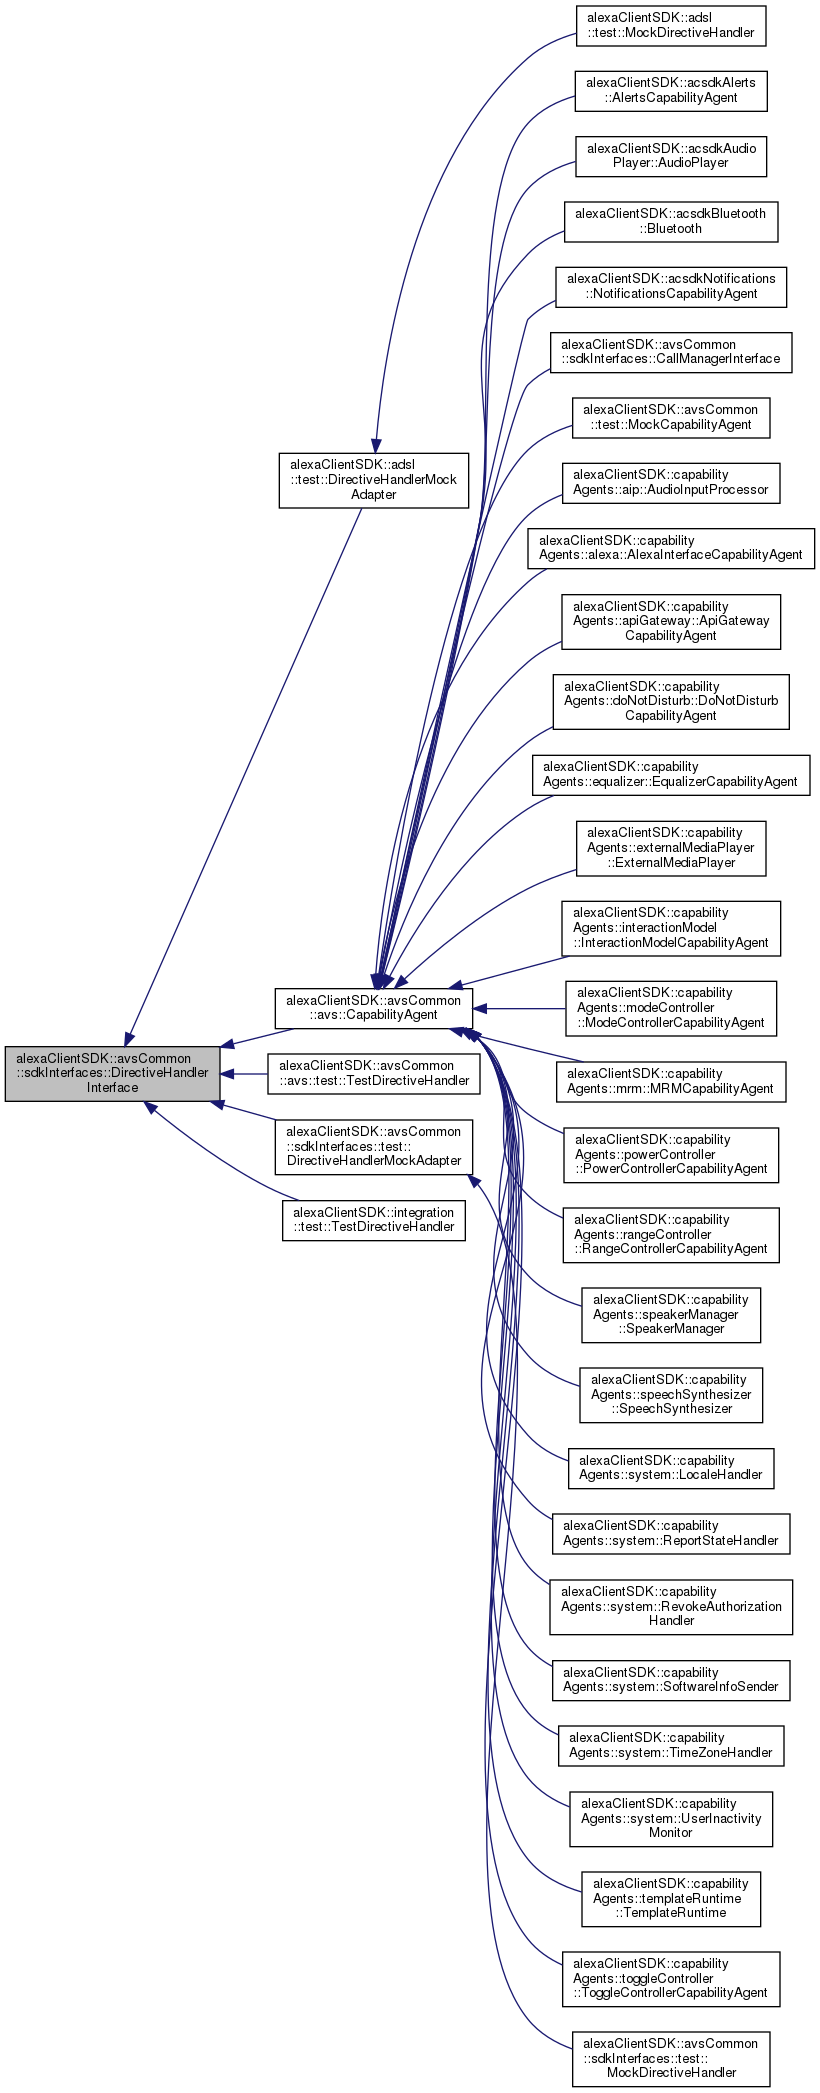 alexaClientSDK::adsl
::test::MockDirectiveHandler
alexaClientSDK::acsdkAlerts
::AlertsCapabilityAgent
alexaClientSDK::acsdkAudio
Player::AudioPlayer
alexaClientSDK::acsdkBluetooth
::Bluetooth
alexaClientSDK::acsdkNotifications
::NotificationsCapabilityAgent
alexaClientSDK::avsCommon
::sdkInterfaces::CallManagerInterface
alexaClientSDK::avsCommon
::test::MockCapabilityAgent
alexaClientSDK::adsl
::test::DirectiveHandlerMock
Adapter
alexaClientSDK::capability
Agents::aip::AudioInputProcessor
alexaClientSDK::capability
Agents::alexa::AlexaInterfaceCapabilityAgent
alexaClientSDK::capability
Agents::apiGateway::ApiGateway
CapabilityAgent
alexaClientSDK::capability
Agents::doNotDisturb::DoNotDisturb
CapabilityAgent
alexaClientSDK::capability
Agents::equalizer::EqualizerCapabilityAgent
alexaClientSDK::capability
Agents::externalMediaPlayer
::ExternalMediaPlayer
alexaClientSDK::capability
Agents::interactionModel
::InteractionModelCapabilityAgent
alexaClientSDK::avsCommon
::avs::CapabilityAgent
alexaClientSDK::capability
Agents::modeController
::ModeControllerCapabilityAgent
alexaClientSDK::avsCommon
::sdkInterfaces::DirectiveHandler
Interface
alexaClientSDK::avsCommon
::avs::test::TestDirectiveHandler
alexaClientSDK::capability
Agents::mrm::MRMCapabilityAgent
alexaClientSDK::avsCommon
::sdkInterfaces::test::
DirectiveHandlerMockAdapter
alexaClientSDK::capability
Agents::powerController
::PowerControllerCapabilityAgent
alexaClientSDK::integration
::test::TestDirectiveHandler
alexaClientSDK::capability
Agents::rangeController
::RangeControllerCapabilityAgent
alexaClientSDK::capability
Agents::speakerManager
::SpeakerManager
alexaClientSDK::capability
Agents::speechSynthesizer
::SpeechSynthesizer
alexaClientSDK::capability
Agents::system::LocaleHandler
alexaClientSDK::capability
Agents::system::ReportStateHandler
alexaClientSDK::capability
Agents::system::RevokeAuthorization
Handler
alexaClientSDK::capability
Agents::system::SoftwareInfoSender
alexaClientSDK::capability
Agents::system::TimeZoneHandler
alexaClientSDK::capability
Agents::system::UserInactivity
Monitor
alexaClientSDK::capability
Agents::templateRuntime
::TemplateRuntime
alexaClientSDK::capability
Agents::toggleController
::ToggleControllerCapabilityAgent
alexaClientSDK::avsCommon
::sdkInterfaces::test::
MockDirectiveHandler